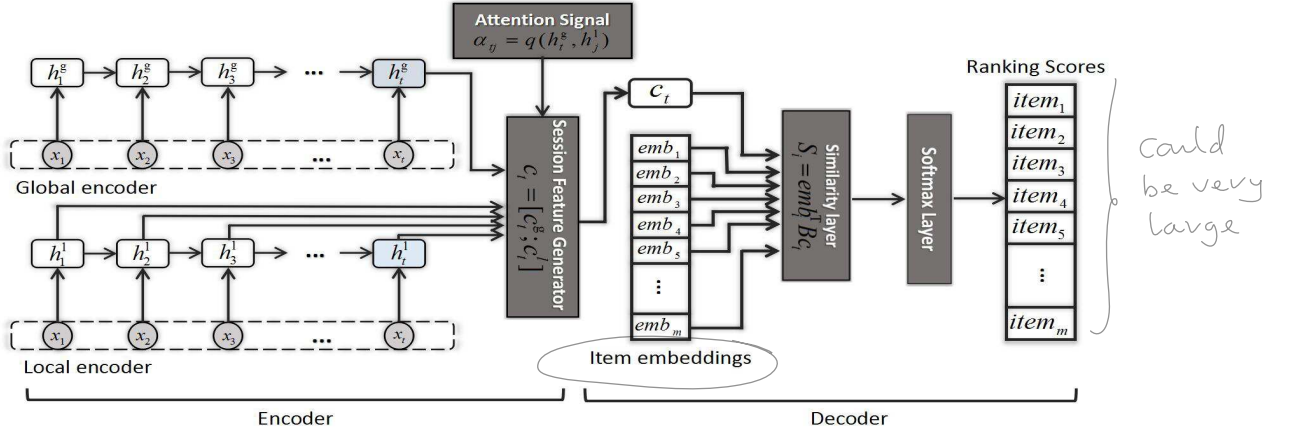 Attention Signal
α_tj = q(h_t^g, h_j^l)
h_1^g h_2^g h_3^g ... h_t^g
x_1 x_2 x_3 ... x_t
Global encoder
h_1^l h_2^l h_3^l ... h_t^l
x_1 x_2 x_3 ... x_t
Local encoder
Encoder
Session Feature Generator
c_t = [c_t^g; c_t^l]
c_t
emb_1
emb_2
emb_3
emb_4
emb_5
⋮
emb_m
Item embeddings
Similarity layer
S_i = emb_i^T B c_t
Softmax Layer
Decoder
Ranking Scores
item_1
item_2
item_3
item_4
item_5
⋮
item_m
could
be very
large